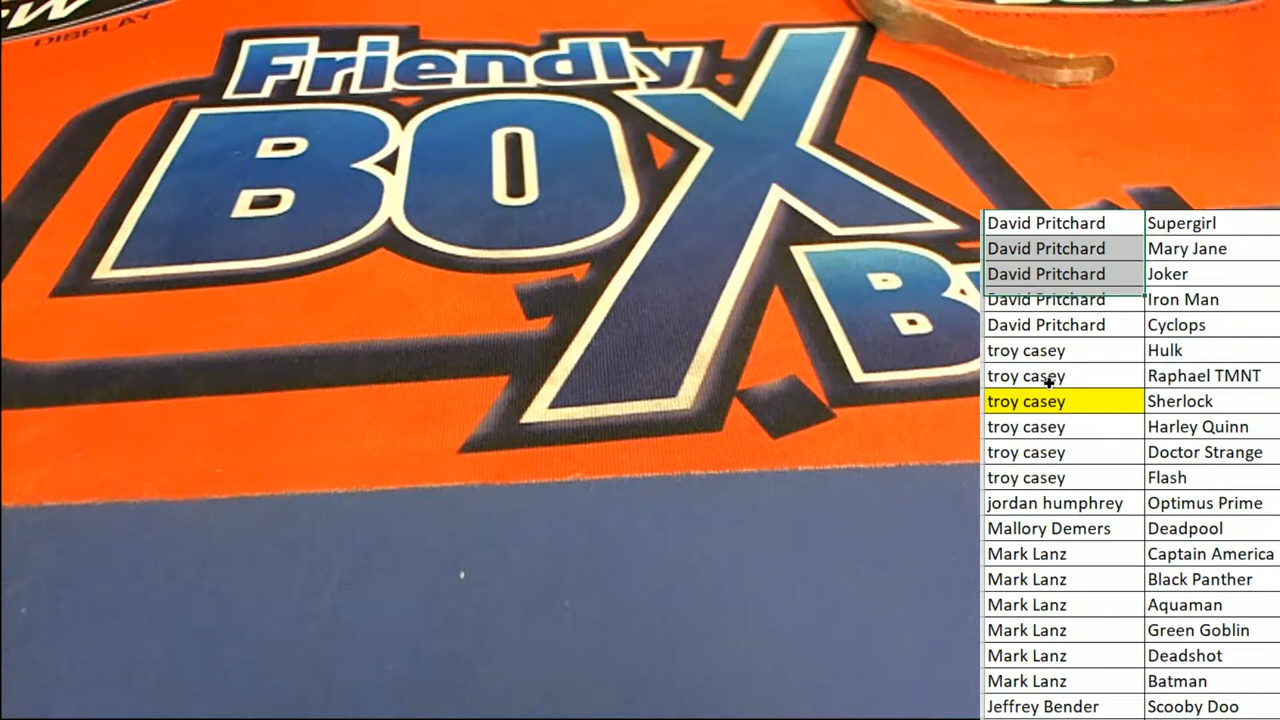 DISPLAY
Friendly
BOX
B
David Pritchard Supergirl
David Pritchard Mary Jane
David Pritchard Joker
David Pritchard Iron Man
David Pritchard Cyclops
troy casey Hulk
troy casey Raphael TMNT
troy casey Sherlock
troy casey Harley Quinn
troy casey Doctor Strange
troy casey Flash
jordan humphrey Optimus Prime
Mallory Demers Deadpool
Mark Lanz Captain America
Mark Lanz Black Panther
Mark Lanz Aquaman
Mark Lanz Green Goblin
Mark Lanz Deadshot
Mark Lanz Batman
Jeffrey Bender Scooby Doo